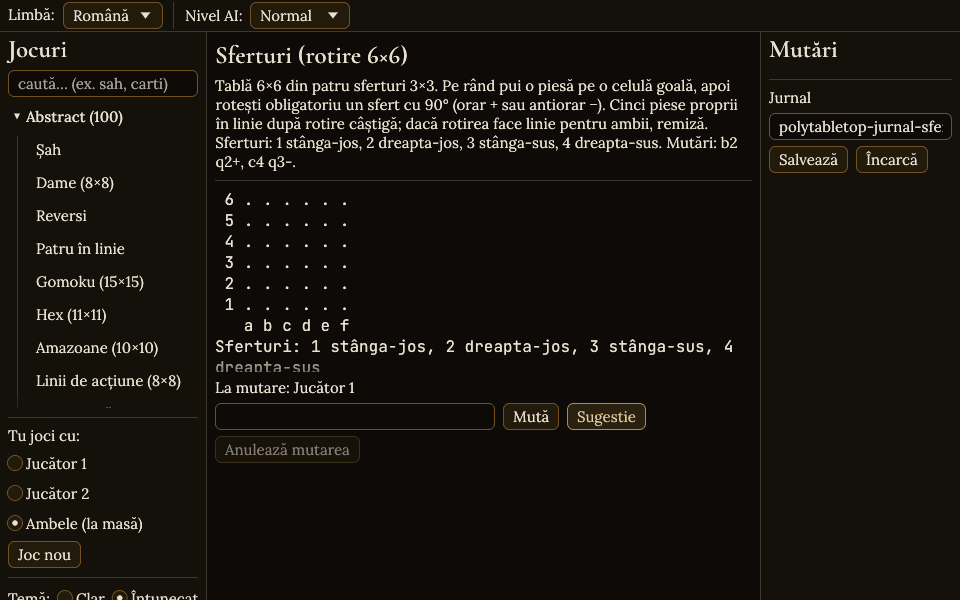 Limbă: Română Nivel AI: Normal
Jocuri
caută... (ex. sah, carti)
Abstract (100)
Șah
Dame (8×8)
Reversi
Patru în linie
Gomoku (15×15)
Hex (11×11)
Amazoane (10×10)
Linii de acțiune (8×8)
Tu joci cu:
Jucător 1
Jucător 2
Ambele (la masă)
Joc nou
Temă: Clar Întunecat
Sferturi (rotire 6×6)
Tablă 6×6 din patru sferturi 3×3. Pe rând pui o piesă pe o celulă goală, apoi
rotești obligatoriu un sfert cu 90° (orar + sau antiorar −). Cinci piese proprii
în linie după rotire câștigă; dacă rotirea face linie pentru ambii, remiză.
Sferturi: 1 stânga-jos, 2 dreapta-jos, 3 stânga-sus, 4 dreapta-sus. Mutări: b2
q2+, c4 q3-.
6 . . . . . .
5 . . . . . .
4 . . . . . .
3 . . . . . .
2 . . . . . .
1 . . . . . .
a b c d e f
Sferturi: 1 stânga-jos, 2 dreapta-jos, 3 stânga-sus, 4
dreapta-sus
La mutare: Jucător 1
Mută Sugestie
Anulează mutarea
Mutări
Jurnal
polytabletop-jurnal-sfe
Salvează Încarcă